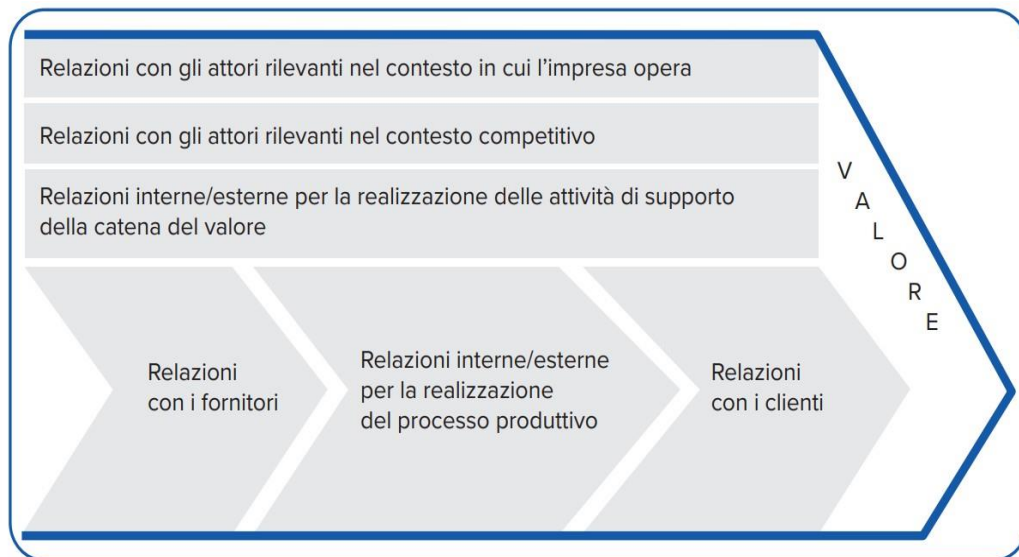 Relazioni con gli attori rilevanti nel contesto in cui l’impresa opera
Relazioni con gli attori rilevanti nel contesto competitivo
Relazioni interne/esterne per la realizzazione delle attività di supporto
della catena del valore
Relazioni
con i fornitori
Relazioni interne/esterne
per la realizzazione
del processo produttivo
Relazioni
con i clienti
VALORE